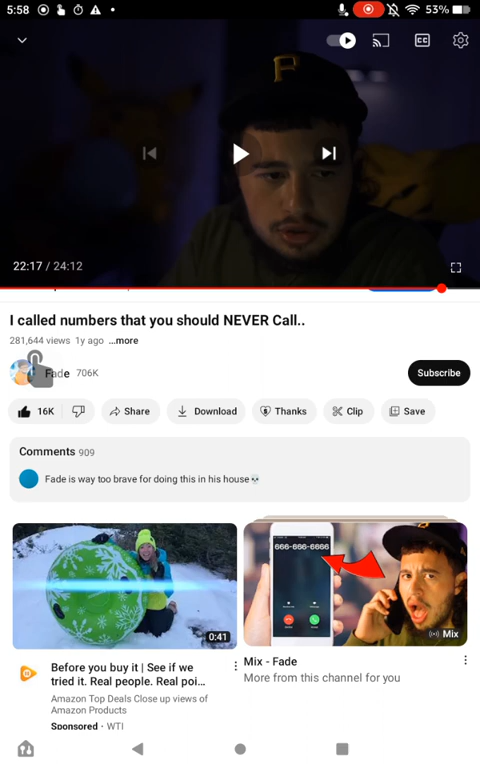 5:58
53%
P
CC
22:17 / 24:12
I called numbers that you should NEVER Call..
281,644 views 1y ago ...more
Fade 706K
Subscribe
16K
Share
Download
Thanks
Clip
Save
Comments 909
Fade is way too brave for doing this in his house💀
666-666-6666
0:41
Mix
Before you buy it | See if we
tried it. Real people. Real poi...
Amazon Top Deals Close up views of
Amazon Products
Sponsored · WTI
Mix - Fade
More from this channel for you